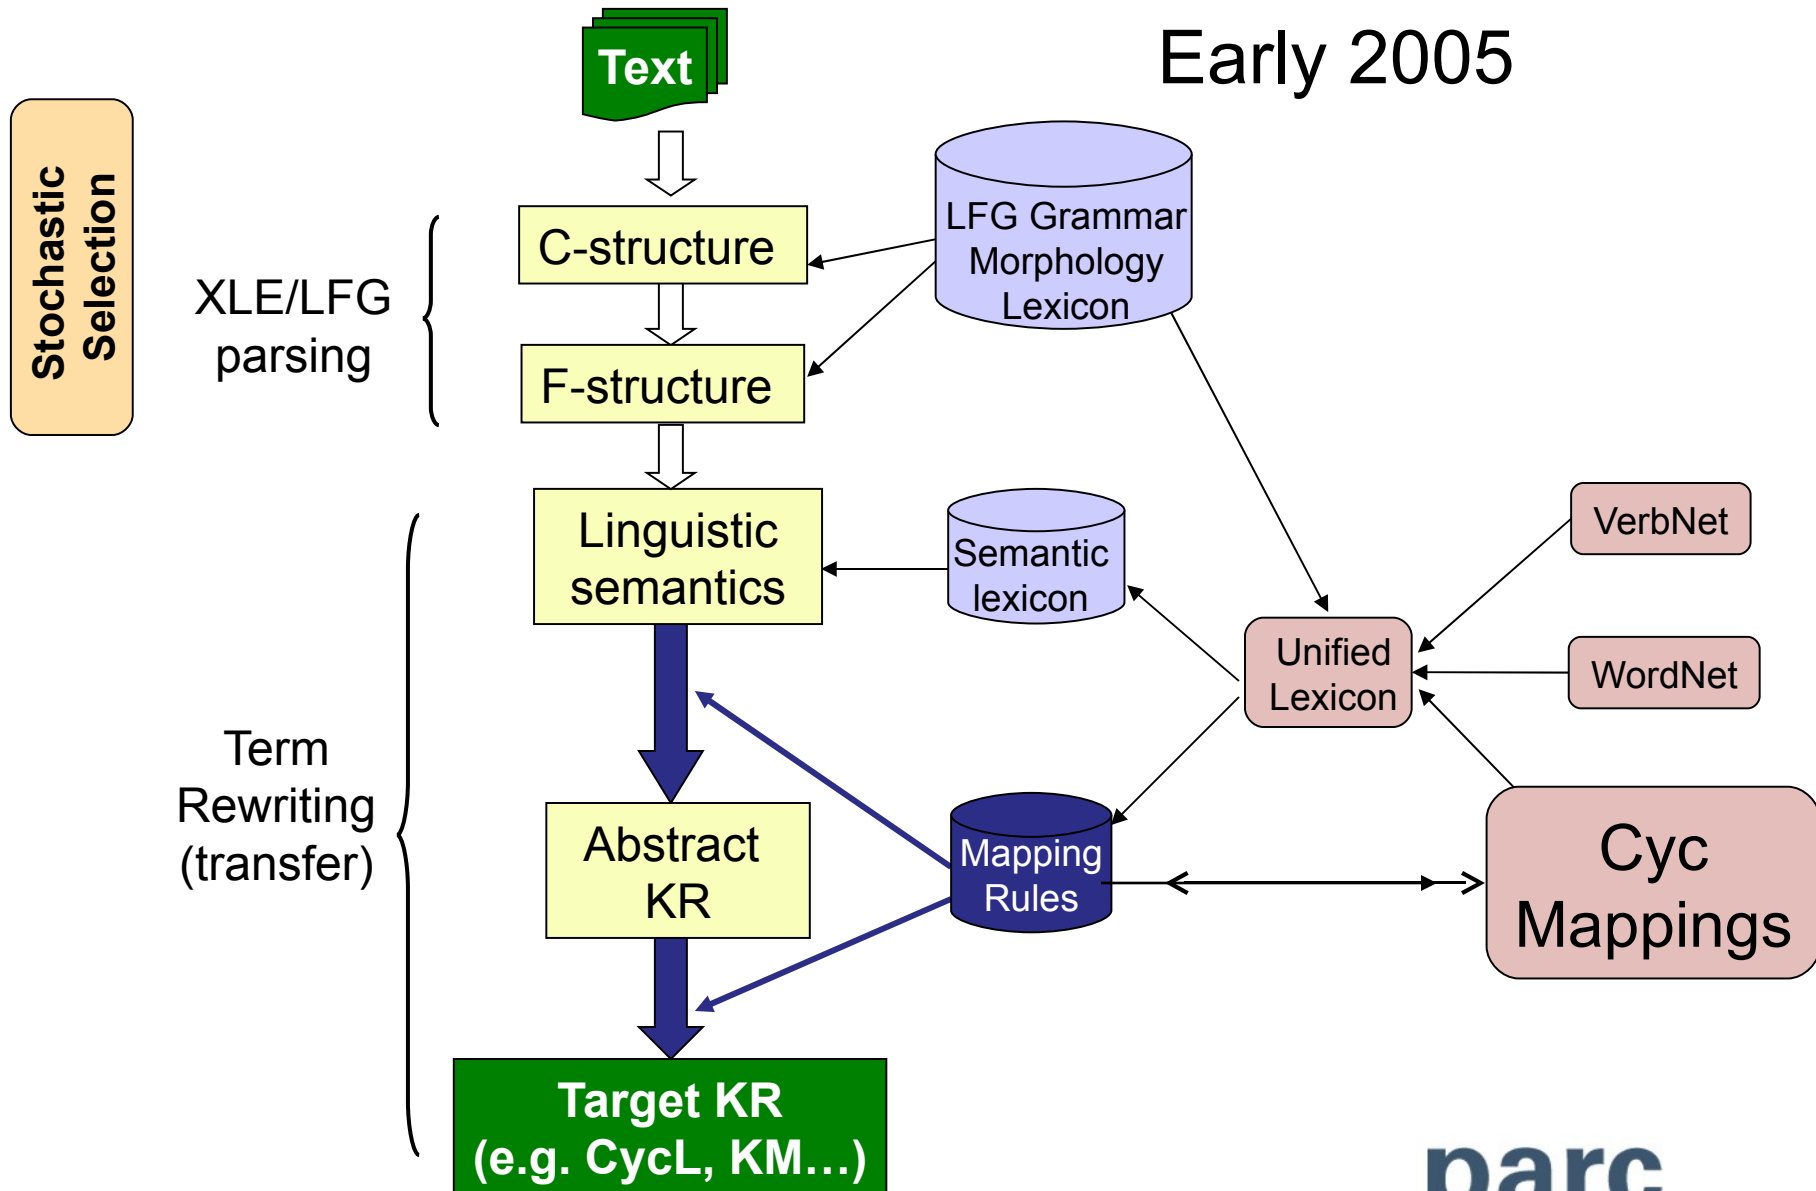 Early 2005
Text
Stochastic
Selection
XLE/LFG
parsing
C-structure
F-structure
LFG Grammar
Morphology
Lexicon
Linguistic
semantics
Semantic
lexicon
VerbNet
Unified
Lexicon
WordNet
Term
Rewriting
(transfer)
Abstract
KR
Mapping
Rules
Cyc
Mappings
Target KR
(e.g. CycL, KM…)
parc